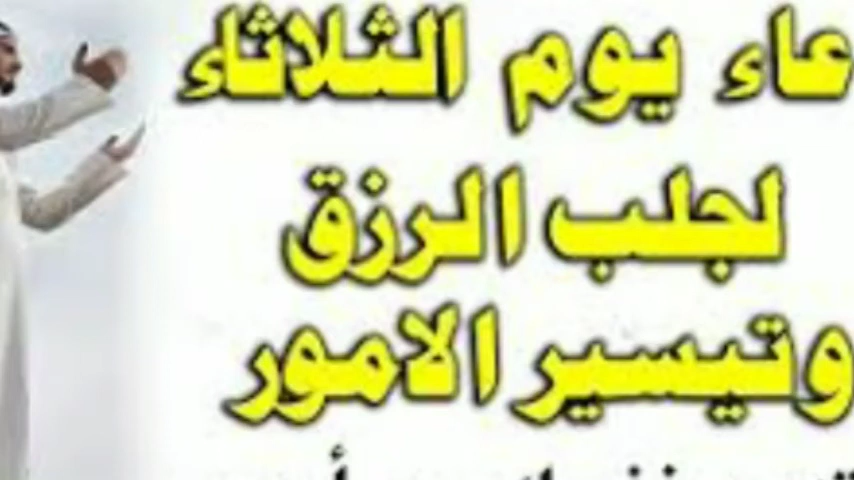 عاء يوم الثلاثاء
لجلب الرزق
وتيسير الامور